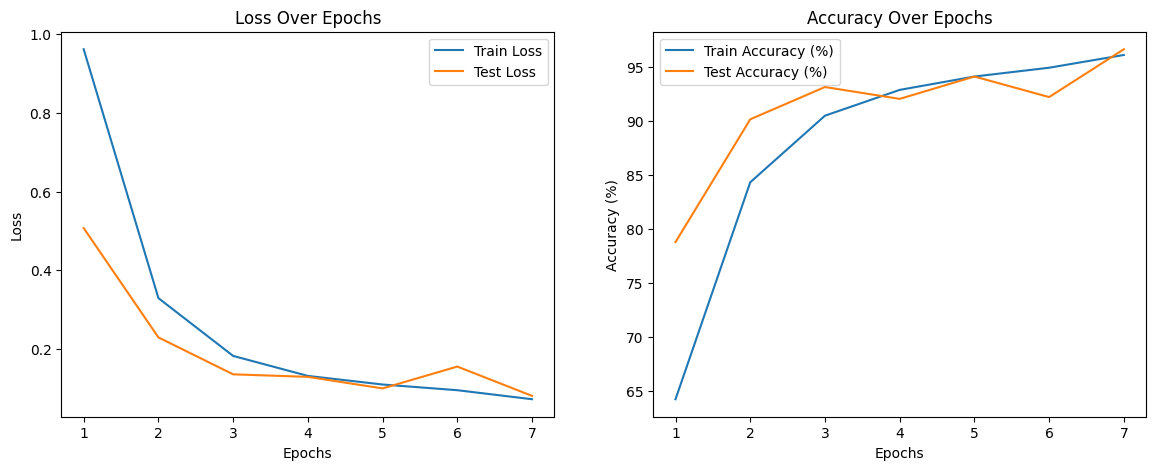 Loss Over Epochs
Train Loss
Test Loss
1.0
0.8
0.6
0.4
0.2
Loss
1 2 3 4 5 6 7
Epochs
Accuracy Over Epochs
Train Accuracy (%)
Test Accuracy (%)
95
90
85
80
75
70
65
Accuracy (%)
1 2 3 4 5 6 7
Epochs